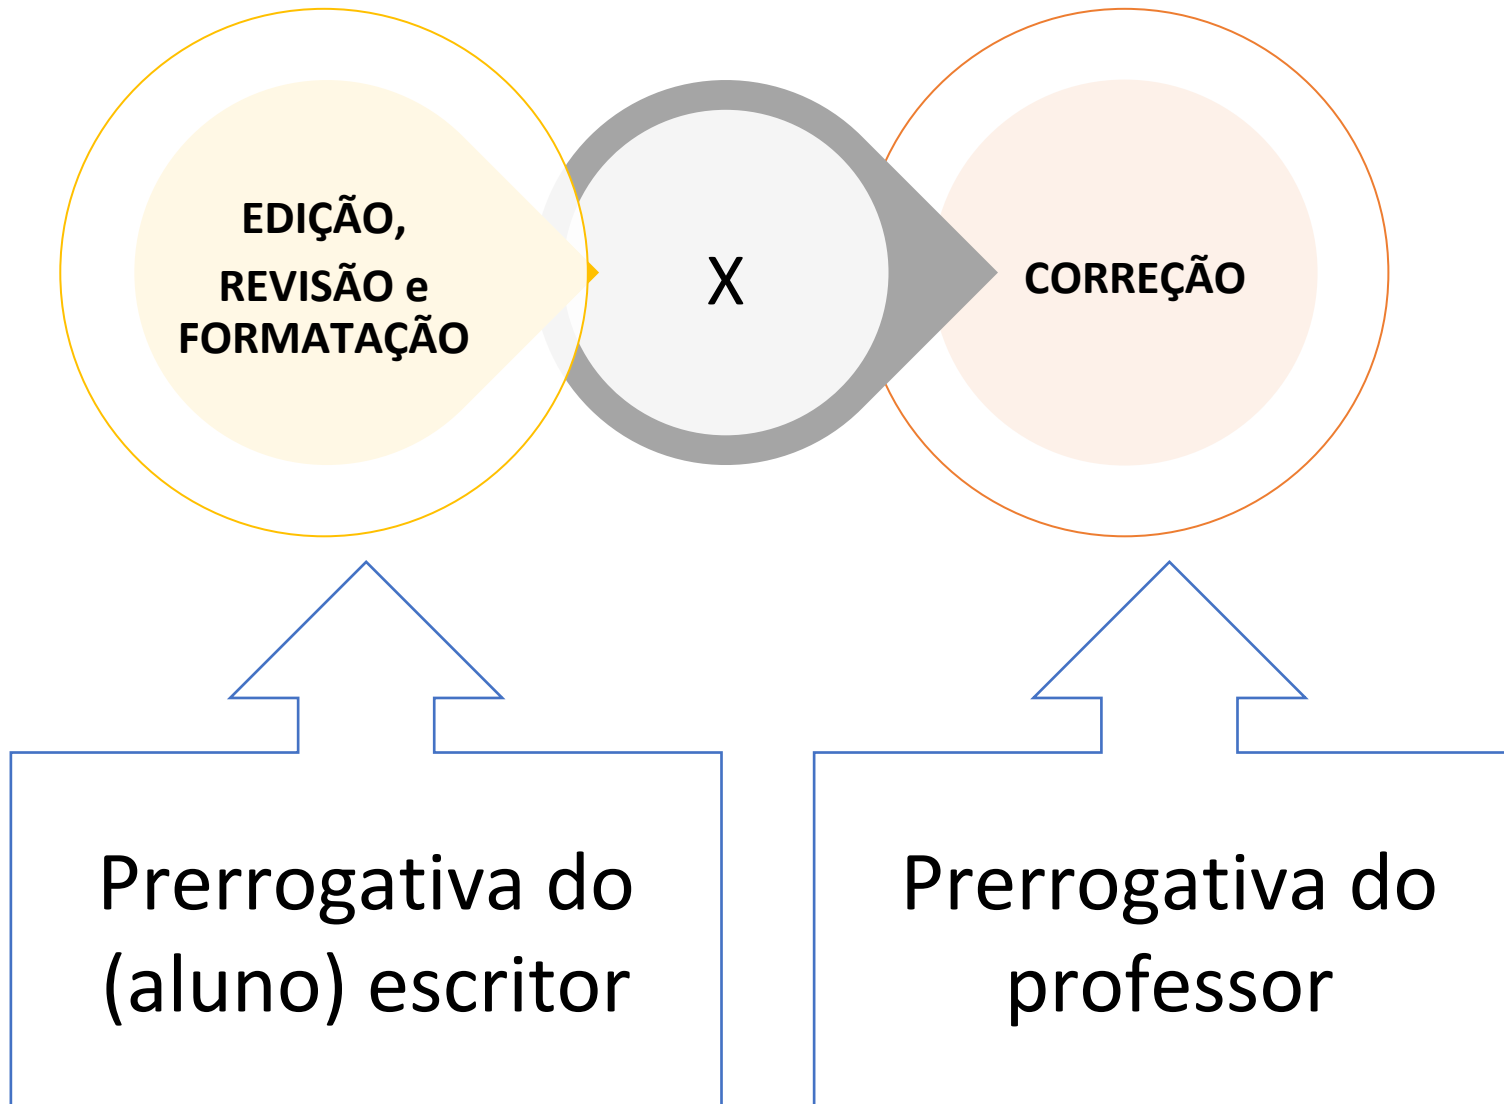 EDIÇÃO,
REVISÃO e
FORMATAÇÃO
X
CORREÇÃO
Prerrogativa do
(aluno) escritor
Prerrogativa do
professor